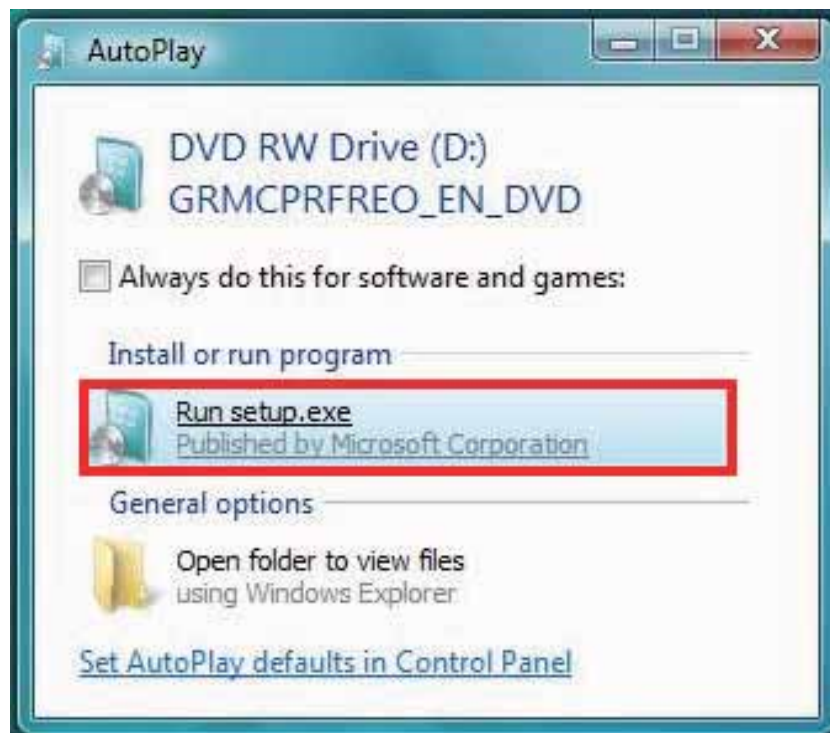 AutoPlay
DVD RW Drive (D:)
GRMCPRFREO_EN_DVD
Always do this for software and games:
Install or run program
Run setup.exe
Published by Microsoft Corporation
General options
Open folder to view files
using Windows Explorer
Set AutoPlay defaults in Control Panel